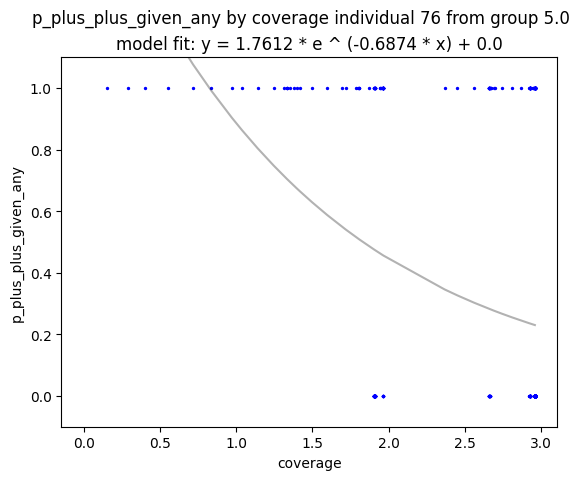 p_plus_plus_given_any by coverage individual 76 from group 5.0
model fit: y = 1.7612 * e ^ (-0.6874 * x) + 0.0
1.0
0.8
0.6
0.4
0.2
0.0
p_plus_plus_given_any
0.0 0.5 1.0 1.5 2.0 2.5 3.0
coverage